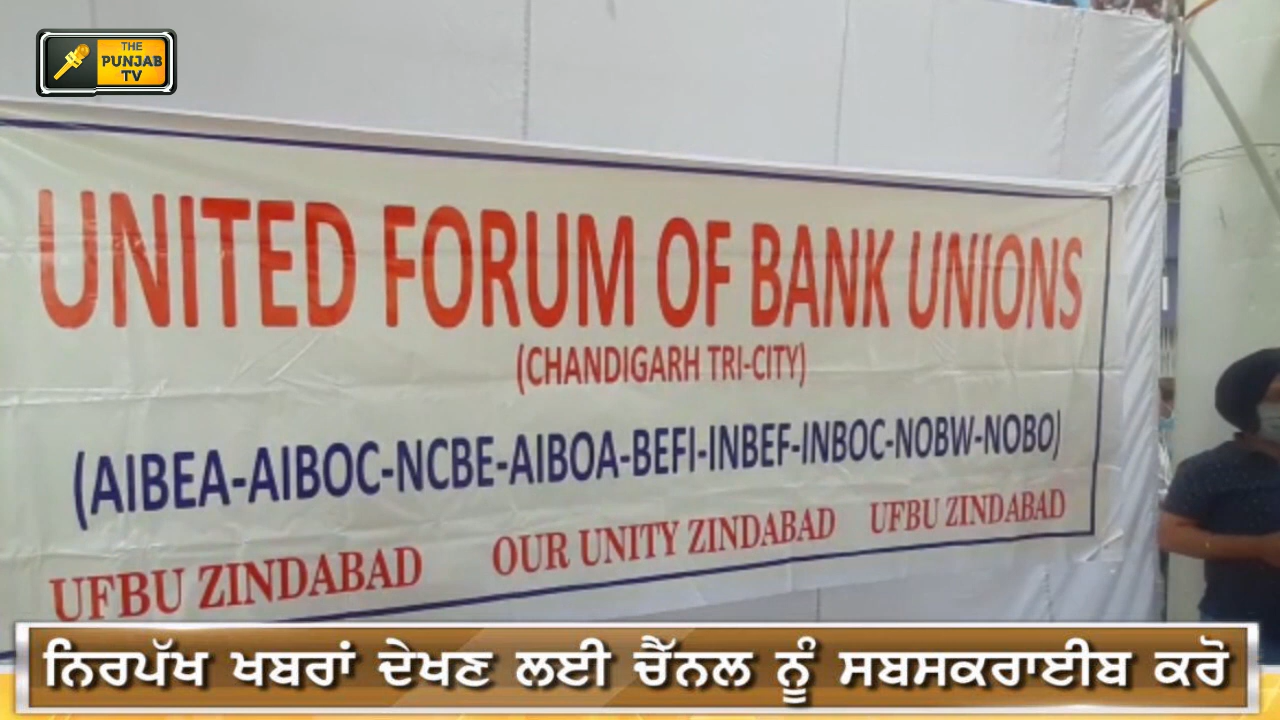 THE
PUNJAB
TV
UNITED FORUM OF BANK UNIONS
(CHANDIGARH TRI-CITY)
(AIBEA-AIBOC-NCBE-AIBOA-BEFI-INBEF-INBOC-NOBW-NOBO)
UFBU ZINDABAD OUR UNITY ZINDABAD UFBU ZINDABAD
ਨਿਰਪੱਖ ਖਬਰਾਂ ਦੇਖਣ ਲਈ ਚੈੱਨਲ ਨੂੰ ਸਬਸਕਰਾਈਬ ਕਰੋ